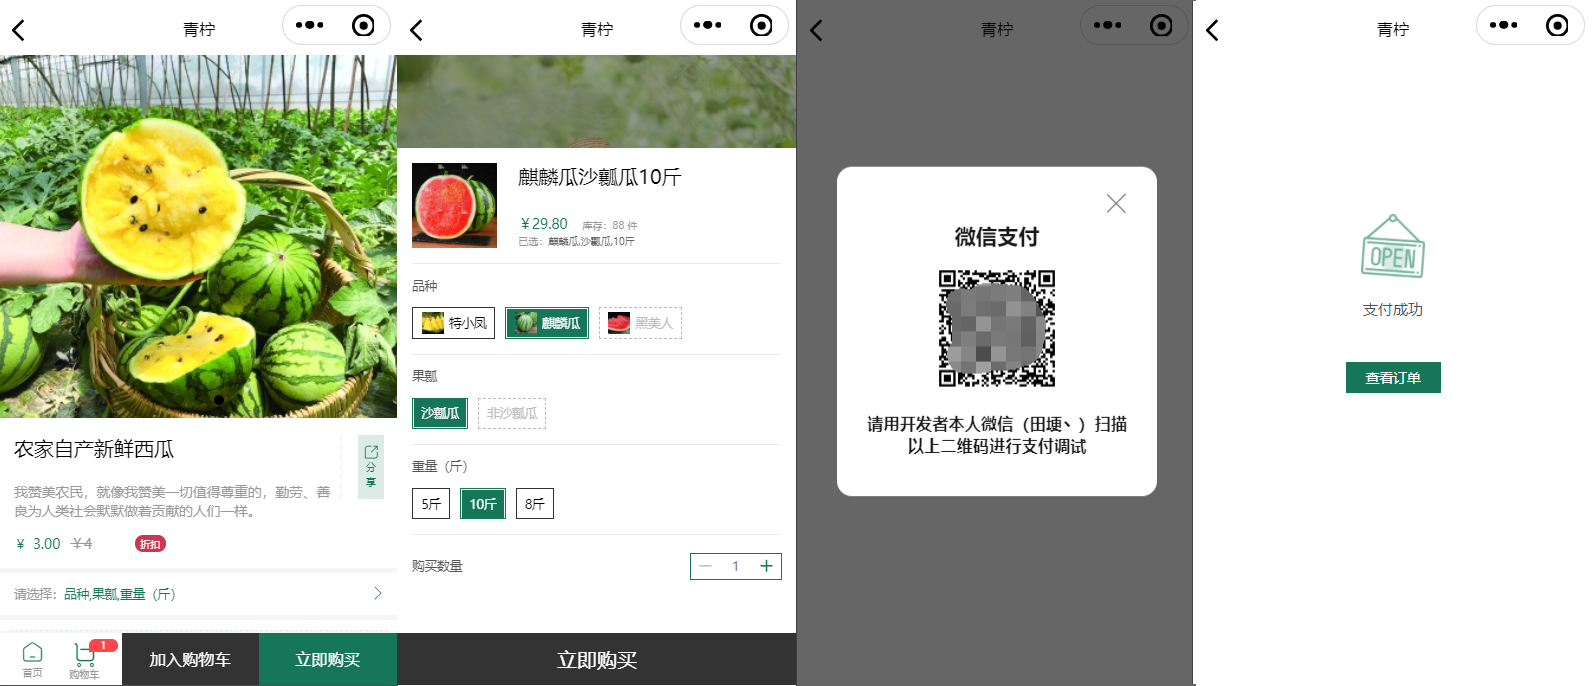 青柠
农家自产新鲜西瓜
分
享
我赞美农民，就像我赞美一切值得尊重的，勤劳、善
良为人类社会默默做着贡献的人们一样。
¥ 3.00 ¥4 折扣
请选择：品种,果瓤,重量（斤）
首页
购物车
1
加入购物车
立即购买
青柠
麒麟瓜沙瓤瓜10斤
¥29.80 库存：88 件
已选：麒麟瓜,沙瓤瓜,10斤
品种
特小凤 麒麟瓜 黑美人
果瓤
沙瓤瓜 非沙瓤瓜
重量（斤）
5斤 10斤 8斤
购买数量 1
立即购买
青柠
微信支付
请用开发者本人微信（田埂丶）扫描
以上二维码进行支付调试
青柠
OPEN
支付成功
查看订单